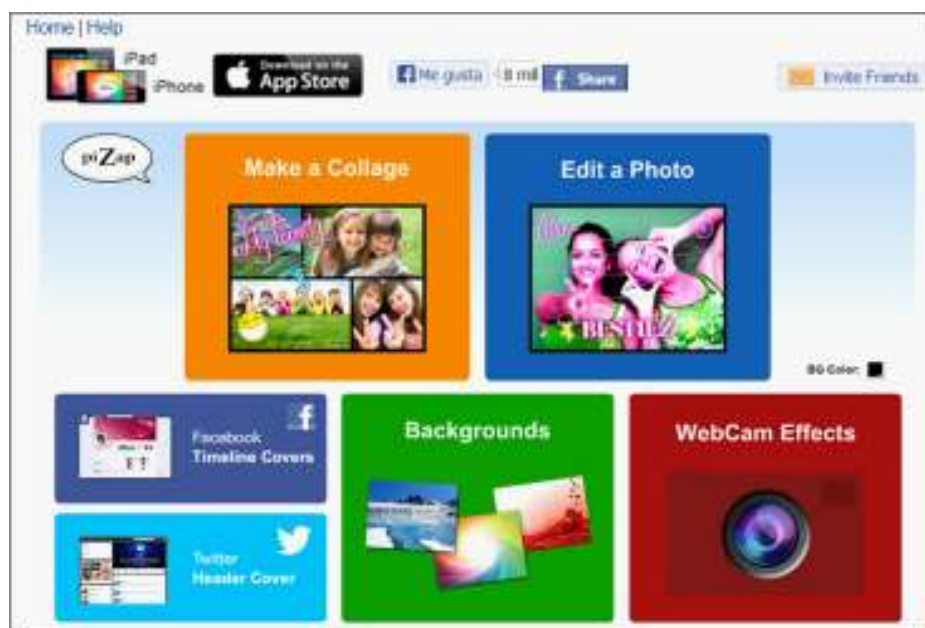 Home | Help
iPad
iPhone
Download on the
App Store
Me gusta
8 mil
Share
Invite Friends
piZap
Make a Collage
Edit a Photo
BESTIEZ
BG Color:
Facebook
Timeline Covers
Twitter
Header Cover
Backgrounds
WebCam Effects